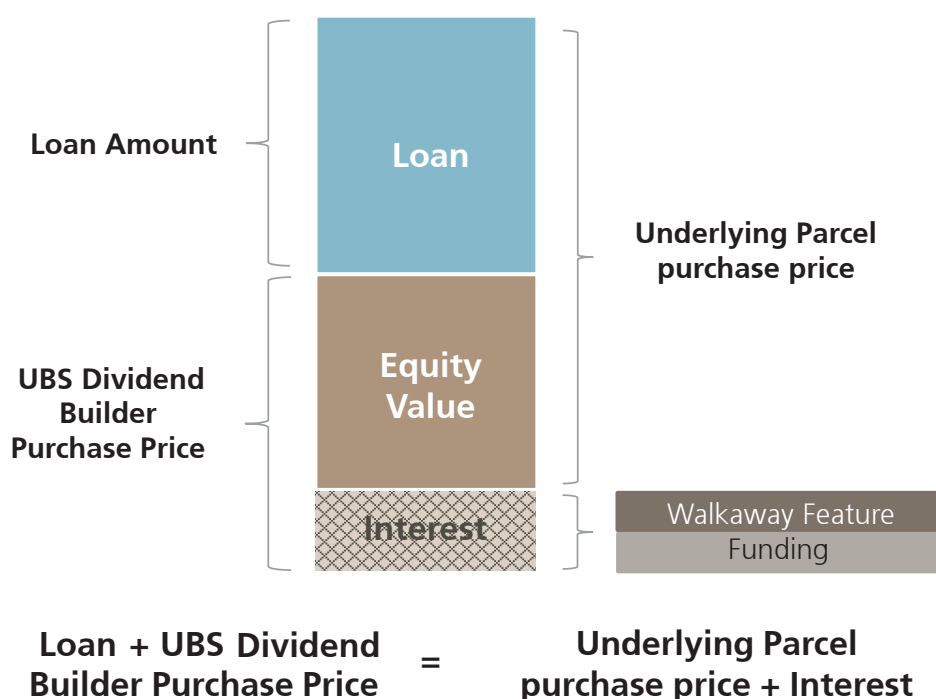 Loan Amount
Loan
Underlying Parcel
purchase price
UBS Dividend
Builder
Purchase Price
Equity
Value
Interest
Walkaway Feature
Funding
Loan + UBS Dividend
Builder Purchase Price
=
Underlying Parcel
purchase price + Interest